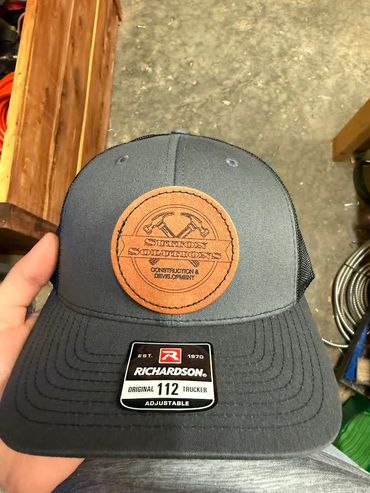 SUTTON
SOLUTIONS
CONSTRUCTION &
DEVELOPMENT
EST. R 1970
RICHARDSON®
ORIGINAL 112 TRUCKER
ADJUSTABLE